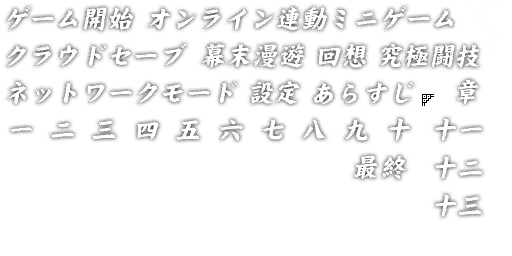 ゲーム開始 オンライン連動ミニゲーム
クラウドセーブ 幕末漫遊 回想 究極闘技
ネットワークモード 設定 あらすじ 章
一 二 三 四 五 六 七 八 九 十 十一
最終 十二
十三